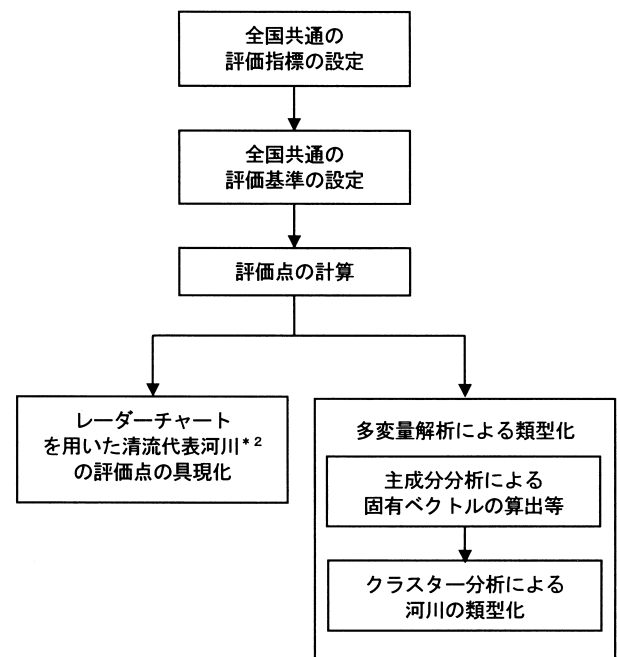 全国共通の
評価指標の設定
全国共通の
評価基準の設定
評価点の計算
レーダーチャート
を用いた清流代表河川*2
の評価点の具現化
多変量解析による類型化
主成分分析による
固有ベクトルの算出等
クラスター分析による
河川の類型化